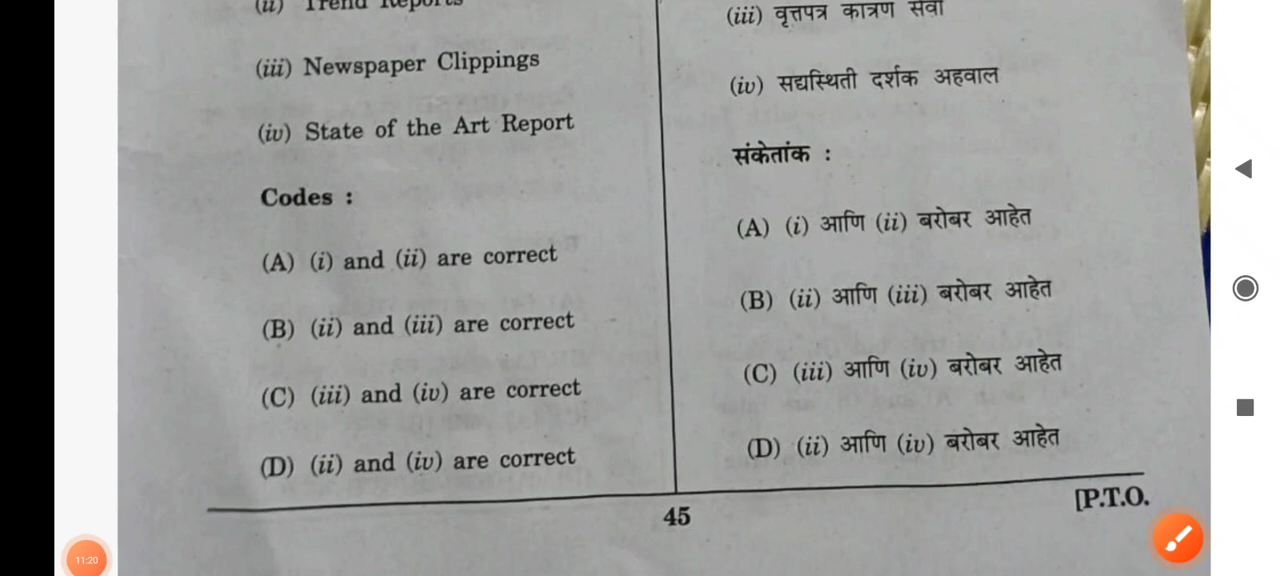 (ii) Trend Reports
(iii) Newspaper Clippings
(iv) State of the Art Report
Codes :
(A) (i) and (ii) are correct
(B) (ii) and (iii) are correct
(C) (iii) and (iv) are correct
(D) (ii) and (iv) are correct
(iii) वृत्तपत्र कात्रण सेवा
(iv) सद्यस्थिती दर्शक अहवाल
संकेतांक :
(A) (i) आणि (ii) बरोबर आहेत
(B) (ii) आणि (iii) बरोबर आहेत
(C) (iii) आणि (iv) बरोबर आहेत
(D) (ii) आणि (iv) बरोबर आहेत
45
[P.T.O.
11:20